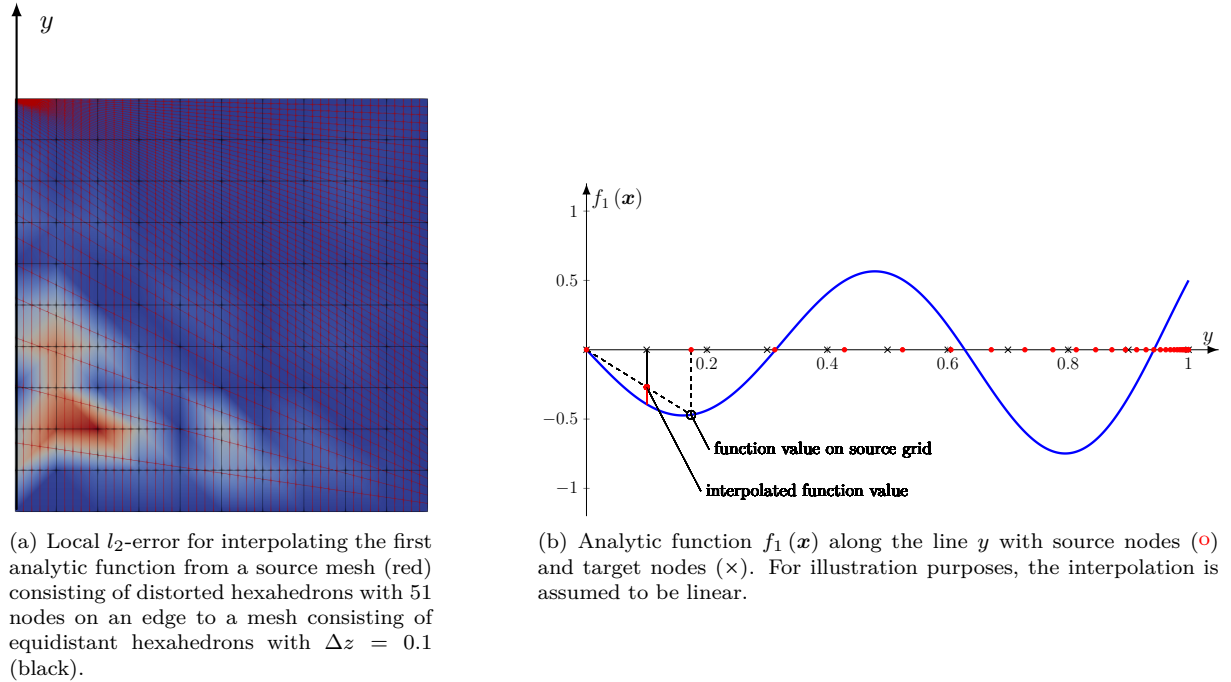 y
f₁ (x)
1
0.5
y
0.2
0.4
0.6
0.8
1
−0.5
function value on source grid
interpolated function value
−1
(a) Local l₂-error for interpolating the first
analytic function from a source mesh (red)
consisting of distorted hexahedrons with 51
nodes on an edge to a mesh consisting of
equidistant hexahedrons with Δz = 0.1
(black).
(b) Analytic function f₁ (x) along the line y with source nodes (o)
and target nodes (×). For illustration purposes, the interpolation is
assumed to be linear.